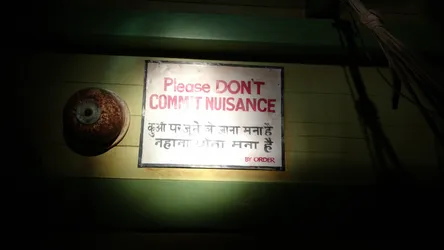 Please DON'T
COMMIT NUISANCE
कुआँ पर जूते ले जाना मना है
नहाना धोना मना है
BY ORDER